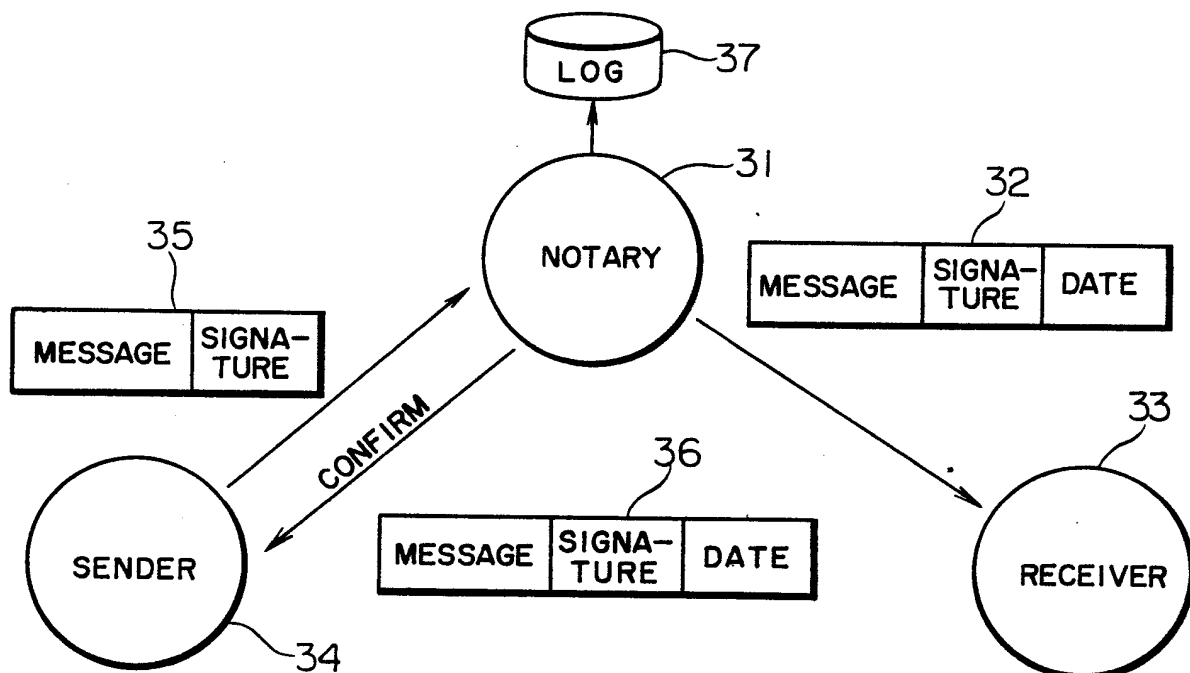 LOG
37
31
32
35
NOTARY
MESSAGE
SIGNA-
TURE
DATE
MESSAGE
SIGNA-
TURE
CONFIRM
33
36
MESSAGE
SIGNA-
TURE
DATE
SENDER
RECEIVER
34